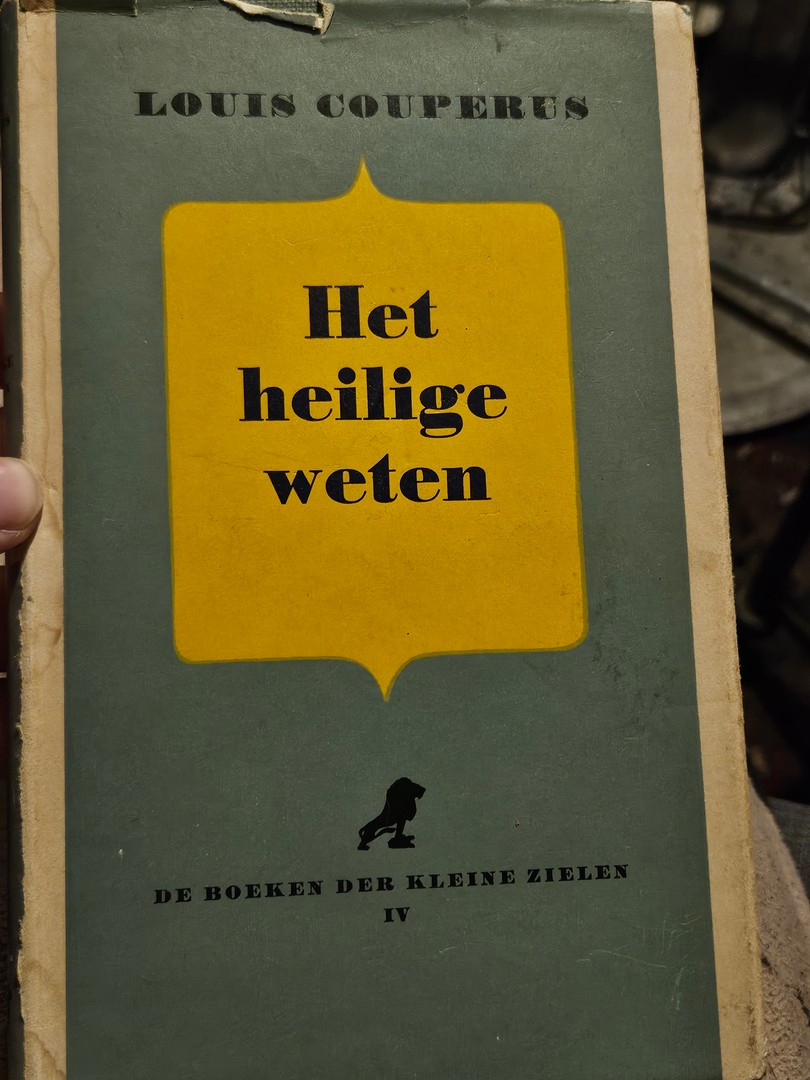 LOUIS COUPERUS
Het
heilige
weten
DE BOEKEN DER KLEINE ZIELEN
IV